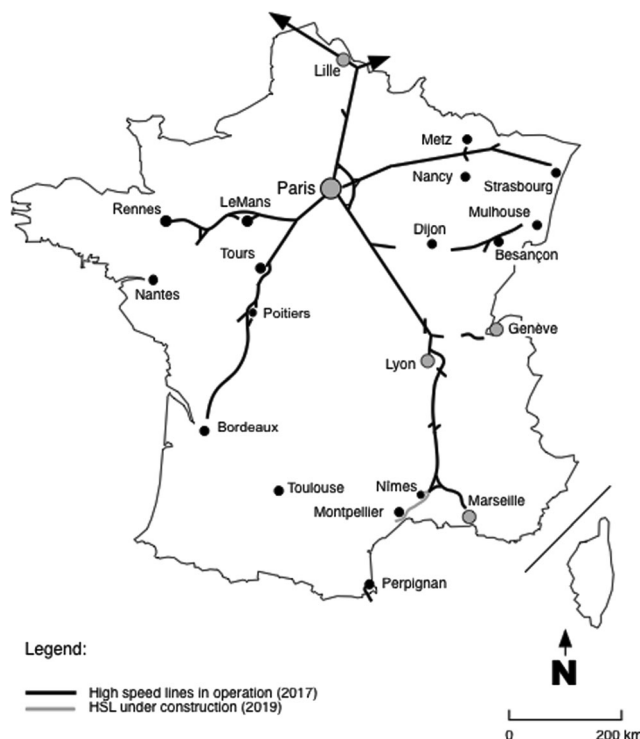 Lille
Metz
Nancy
Strasbourg
Paris
Rennes
LeMans
Mulhouse
Dijon
Besançon
Tours
Nantes
Poitiers
Genève
Lyon
Bordeaux
Toulouse
Nîmes
Marseille
Montpellier
Perpignan
Legend:
High speed lines in operation (2017)
HSL under construction (2019)
N
0 200 km